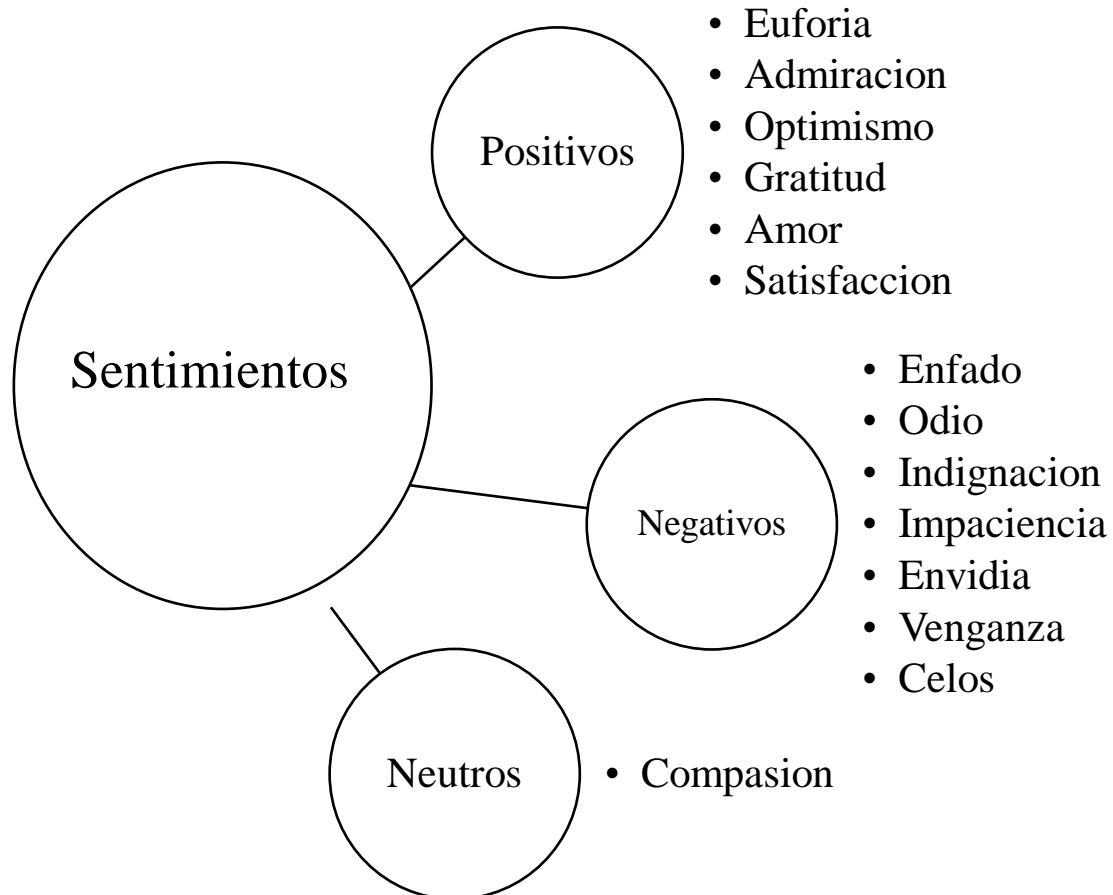 Sentimientos
Positivos
• Euforia
• Admiracion
• Optimismo
• Gratitud
• Amor
• Satisfaccion
Negativos
• Enfado
• Odio
• Indignacion
• Impaciencia
• Envidia
• Venganza
• Celos
Neutros
• Compasion